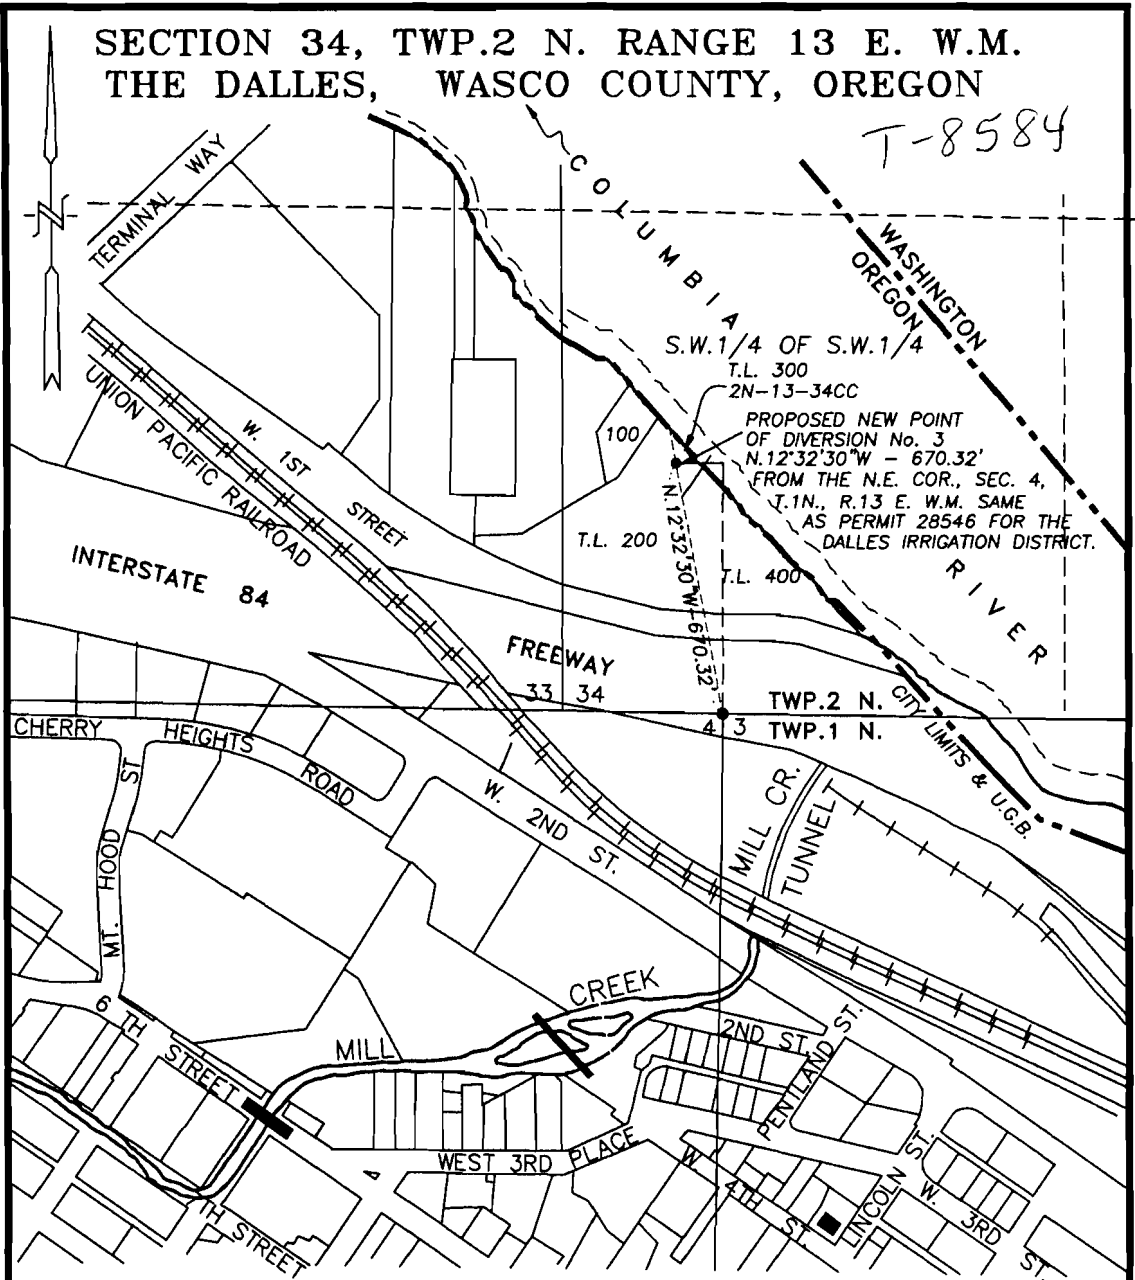 SECTION 34, TWP.2 N. RANGE 13 E. W.M.
THE DALLES, WASCO COUNTY, OREGON
T-8584
TERMINAL WAY
N
COLUMBIA
WASHINGTON
OREGON
S.W.1/4 OF S.W.1/4
T.L. 300
2N-13-34CC
PROPOSED NEW POINT
OF DIVERSION No. 3
N.12°32'30"W - 670.32'
FROM THE N.E. COR., SEC. 4,
T.1N., R.13 E. W.M. SAME
AS PERMIT 28546 FOR THE
DALLES IRRIGATION DISTRICT.
100
UNION PACIFIC RAILROAD
W. 1ST STREET
T.L. 200
N.12°32'30"W-670.32'
T.L. 400
RIVER
INTERSTATE 84
FREEWAY
33 34
TWP.2 N.
4 3
TWP.1 N.
CITY LIMITS & U.G.B.
CHERRY HEIGHTS ROAD
MT. HOOD ST
W. 2ND ST.
MILL CR.
TUNNEL
MILL CREEK
6 TH STREET
2ND ST.
PENTLAND ST.
WEST 3RD PLACE
W 4TH ST.
LINCOLN ST.
W. 3RD ST.
TH STREET